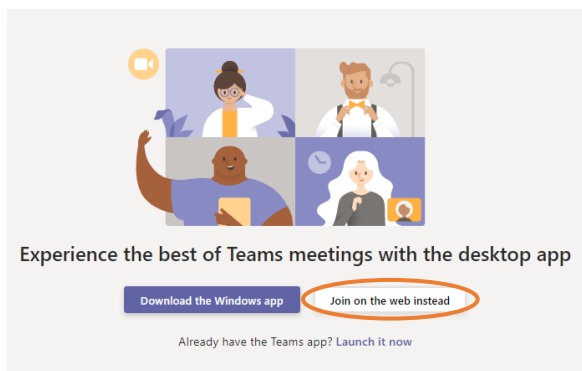 Experience the best of Teams meetings with the desktop app
Download the Windows app
Join on the web instead
Already have the Teams app? Launch it now